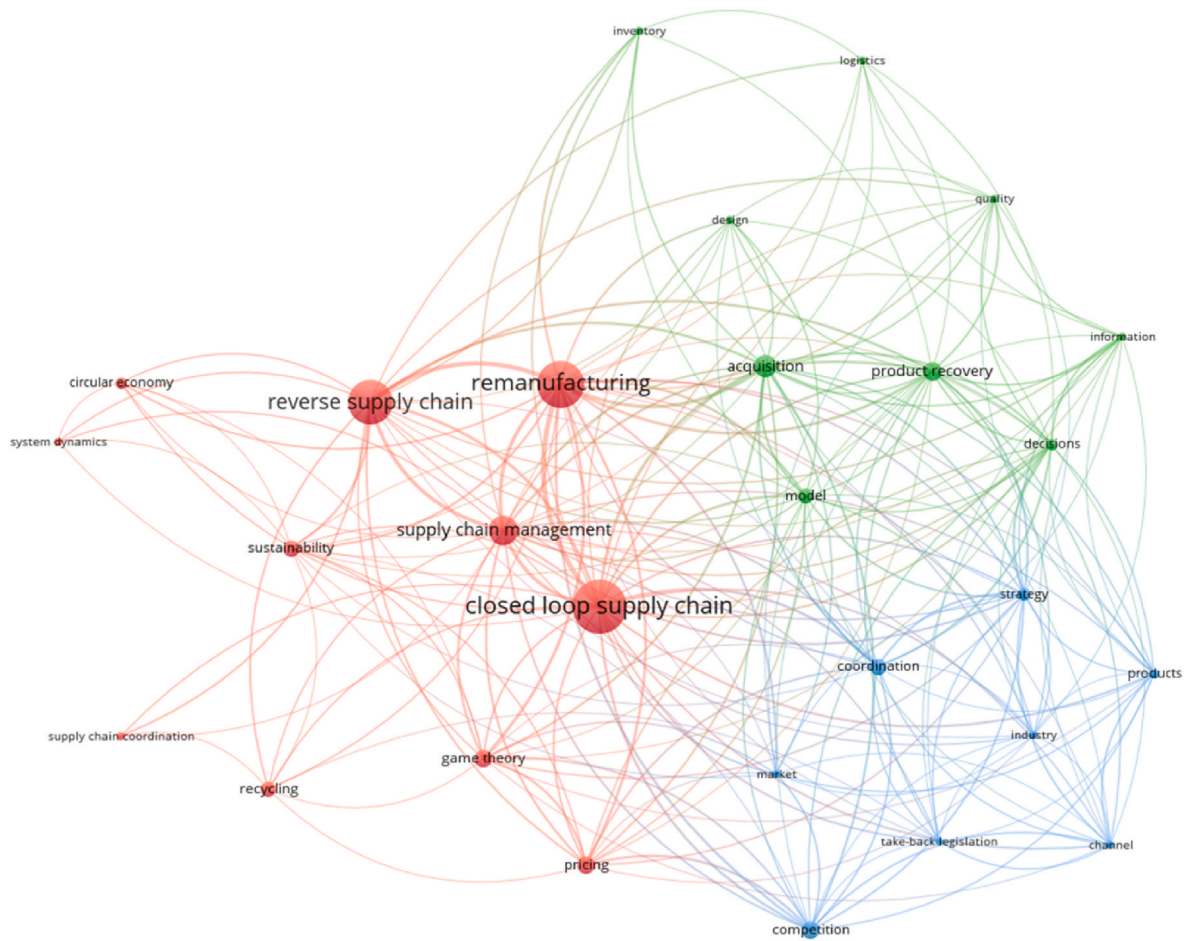 inventory
logistics
quality
design
information
acquisition
product recovery
circular economy
remanufacturing
reverse supply chain
system dynamics
decisions
model
supply chain management
sustainability
strategy
closed loop supply chain
coordination
products
supply chain coordination
industry
game theory
market
recycling
take-back legislation
channel
pricing
competition